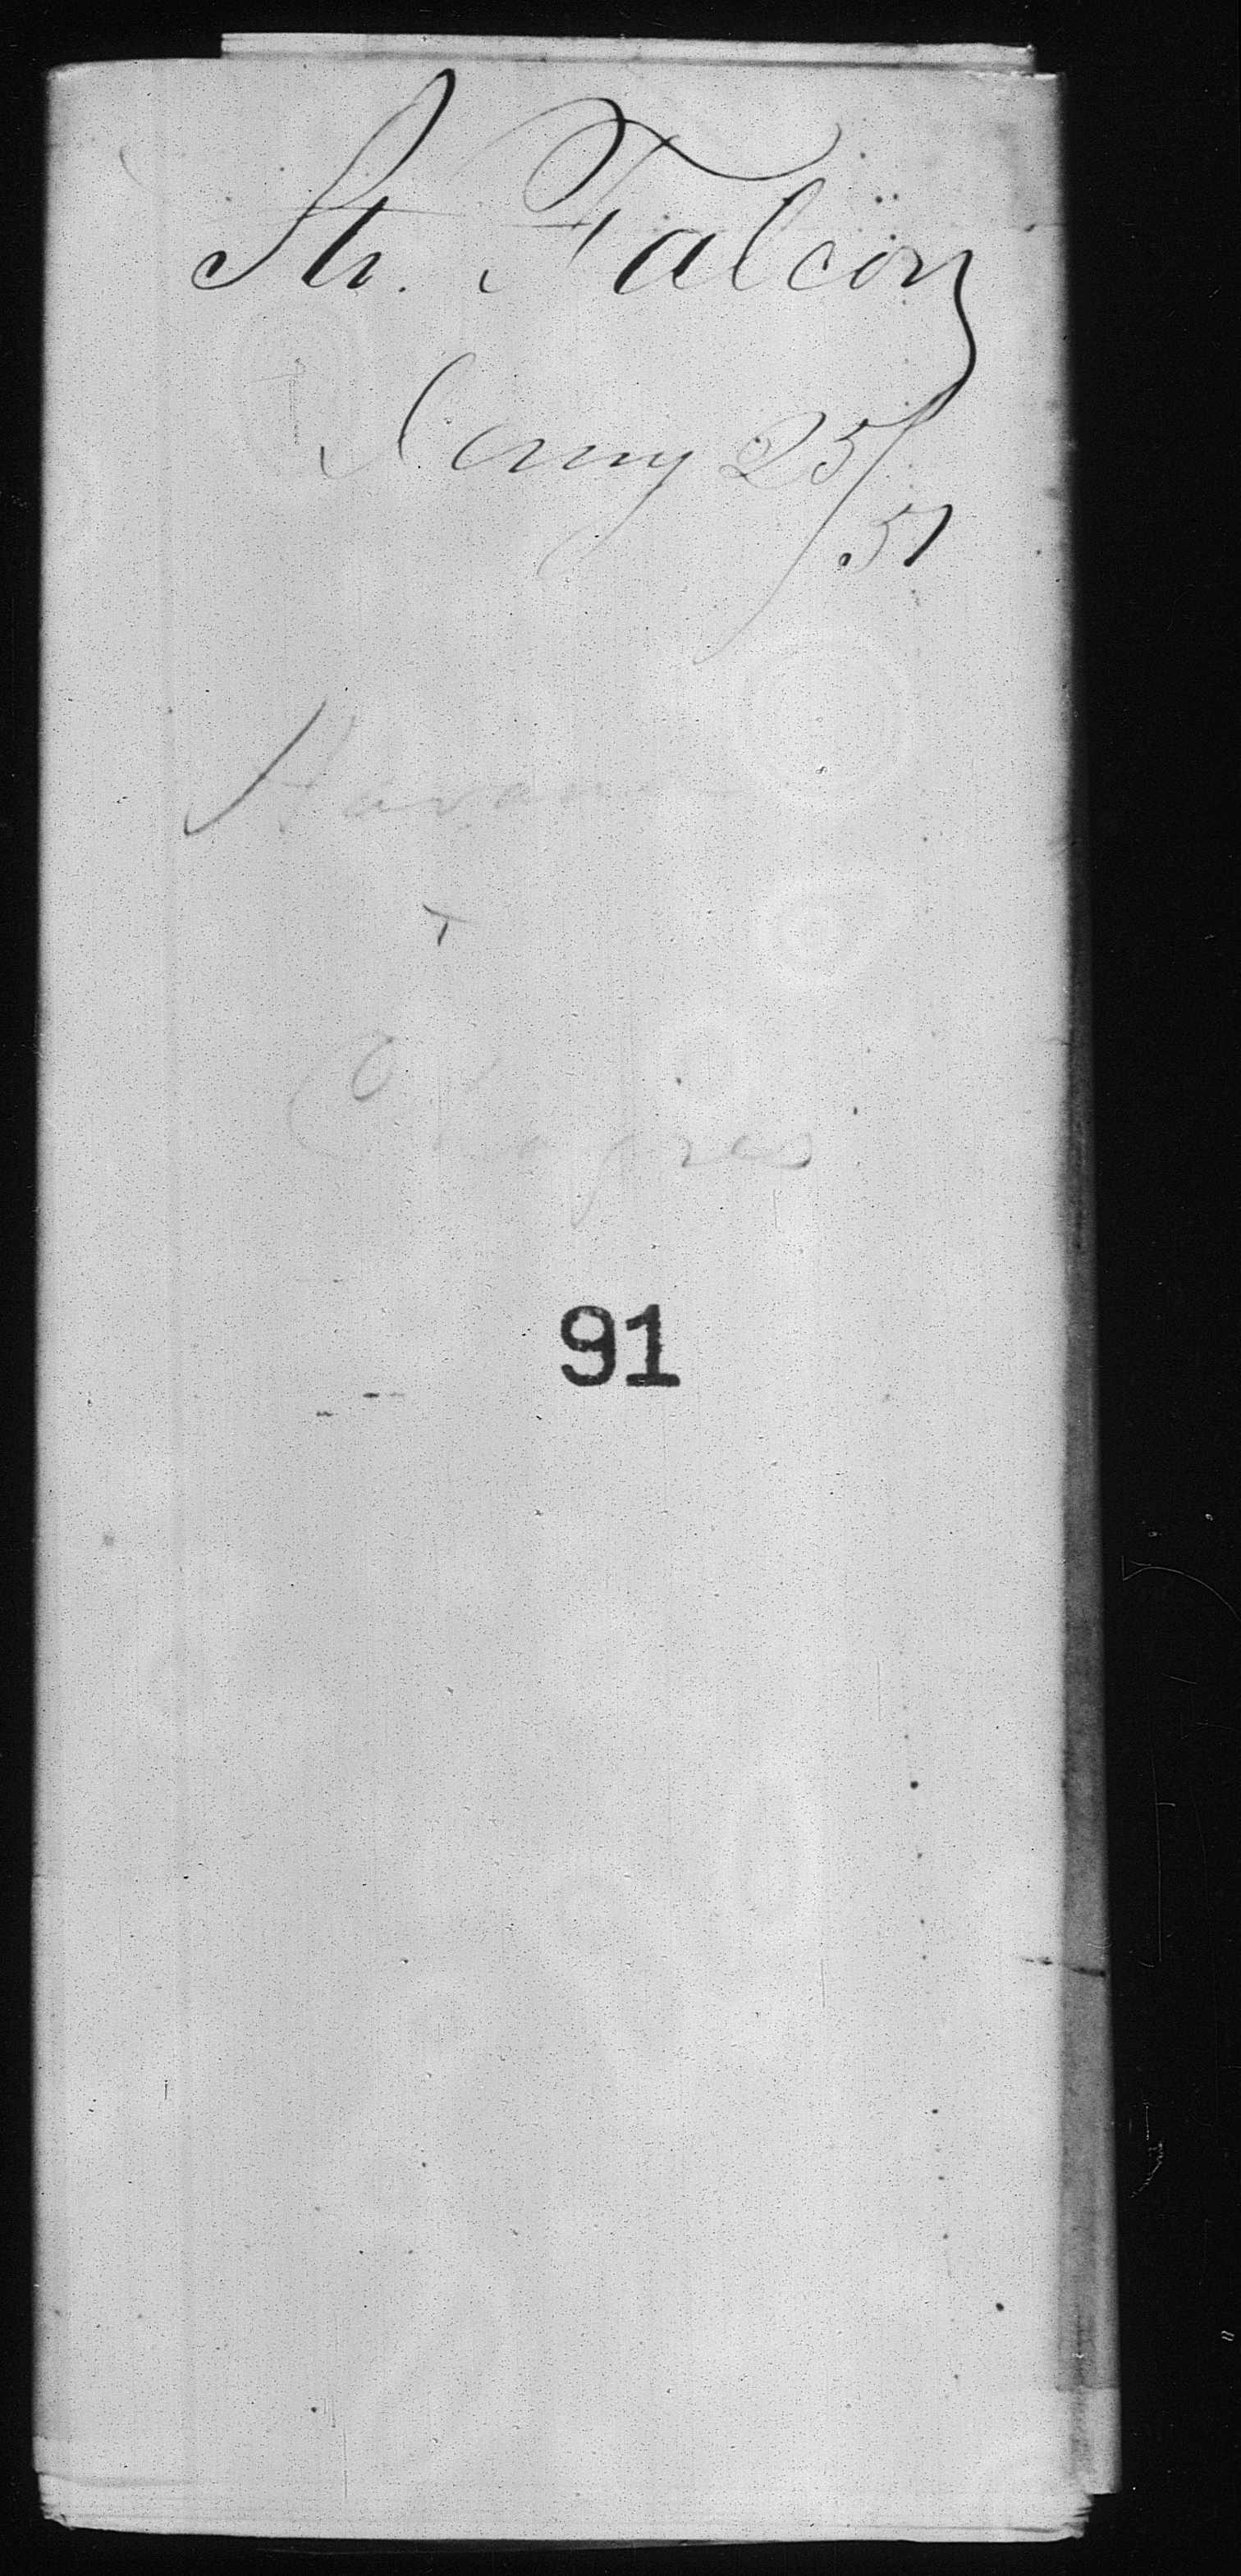 Str. Falcon
Jany 25/
51
Havana
+
Chagres
91